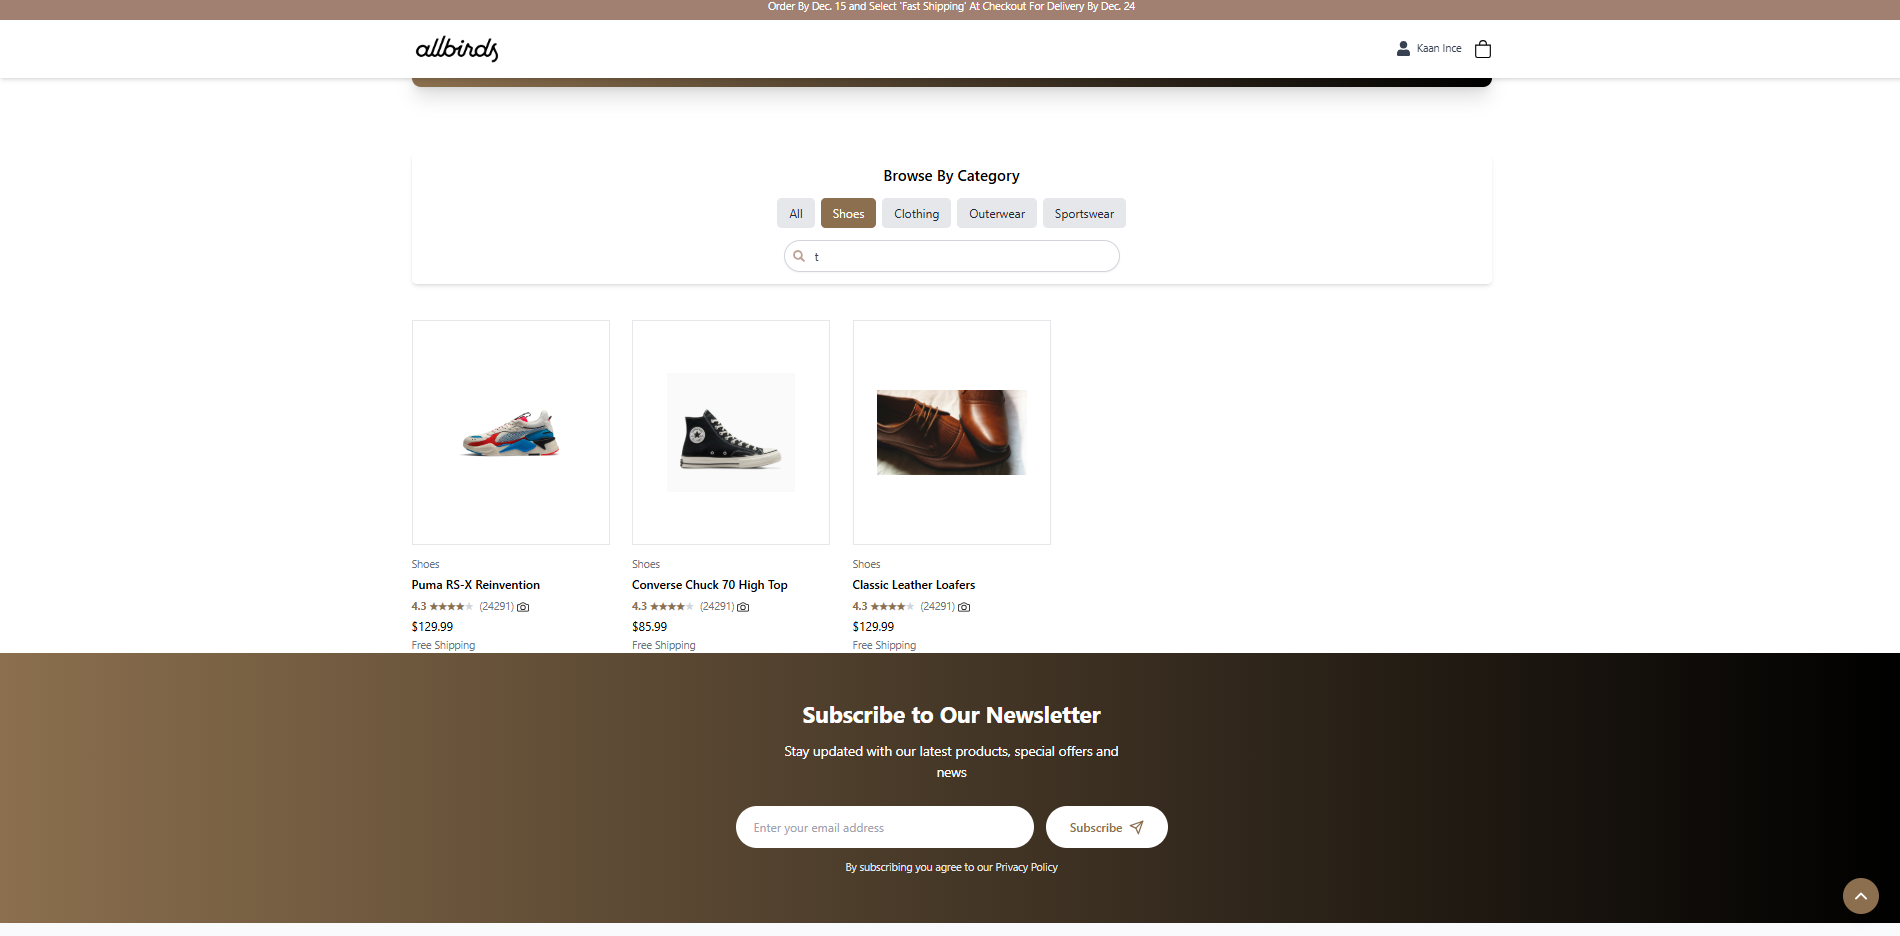 Order By Dec. 15 and Select 'Fast Shipping' At Checkout For Delivery By Dec. 24
allbirds
Kaan Ince
Browse By Category
All
Shoes
Clothing
Outerwear
Sportswear
t
Shoes
Puma RS-X Reinvention
4.3 (24291)
$129.99
Free Shipping
Shoes
Converse Chuck 70 High Top
4.3 (24291)
$85.99
Free Shipping
Shoes
Classic Leather Loafers
4.3 (24291)
$129.99
Free Shipping
Subscribe to Our Newsletter
Stay updated with our latest products, special offers and
news
Enter your email address
Subscribe
By subscribing you agree to our Privacy Policy